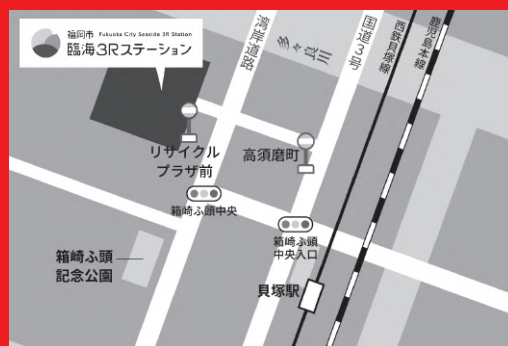 福岡市 Fukuoka City Seaside 3R Station
臨海3Rステーション
湾岸道路
多々良川
国道3号
西鉄貝塚線
鹿児島本線
リサイクル
プラザ前
高須磨町
箱崎ふ頭中央
箱崎ふ頭
中央入口
箱崎ふ頭
記念公園
貝塚駅